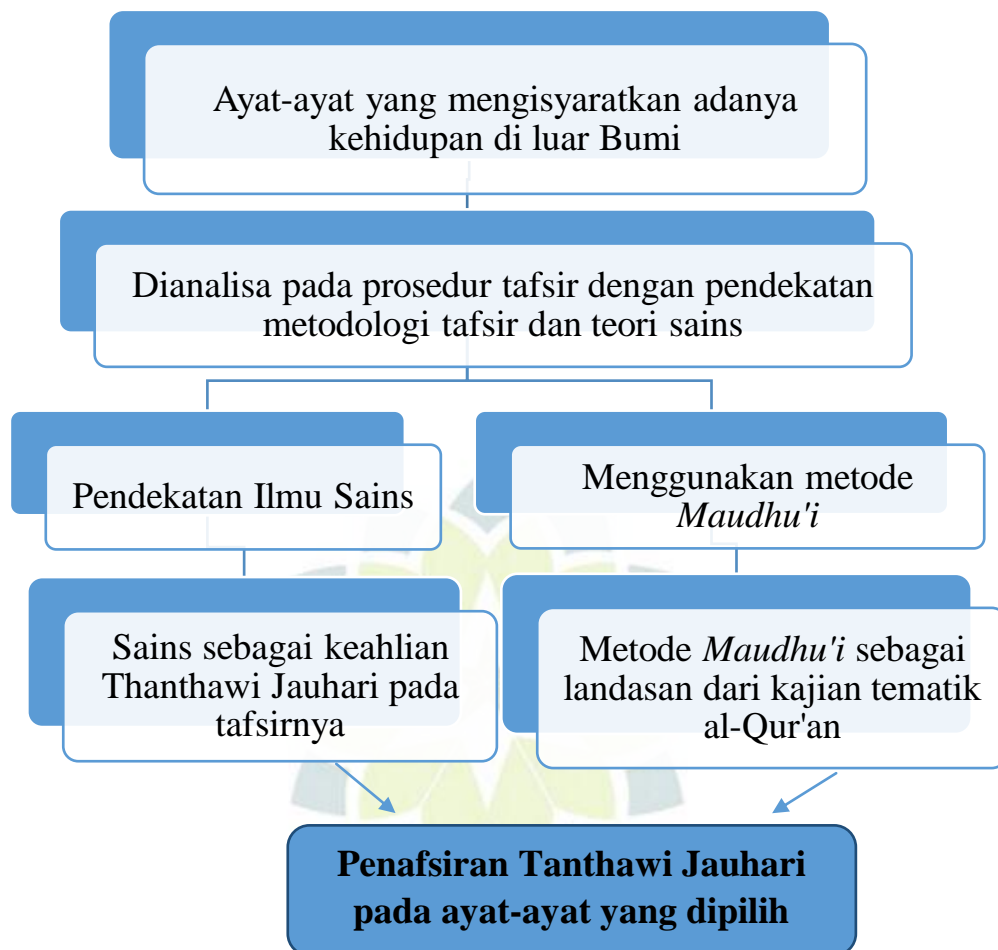 Ayat-ayat yang mengisyaratkan adanya
kehidupan di luar Bumi
Dianalisa pada prosedur tafsir dengan pendekatan
metodologi tafsir dan teori sains
Pendekatan Ilmu Sains
Menggunakan metode
Maudhu'i
Sains sebagai keahlian
Thanthawi Jauhari pada
tafsirnya
Metode Maudhu'i sebagai
landasan dari kajian tematik
al-Qur'an
Penafsiran Tanthawi Jauhari
pada ayat-ayat yang dipilih